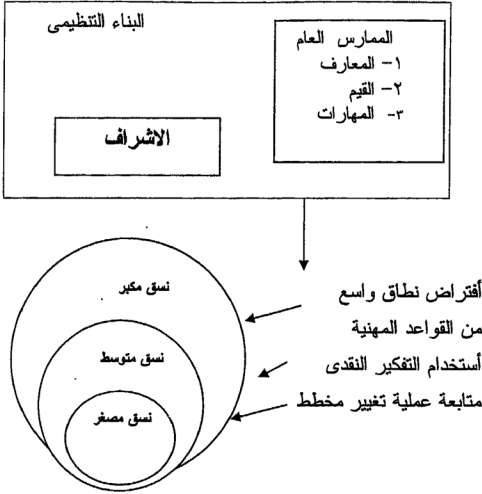 البناء التنظيمى
الممارس العام
١- المعارف
٢- القيم
٣- المهارات
الاشراف
نسق مكبر
نسق متوسط
نسق مصغر
أفتراض نطاق واسع
من القواعد المهنية
أستخدام التفكير النقدى
متابعة عملية تغيير مخطط